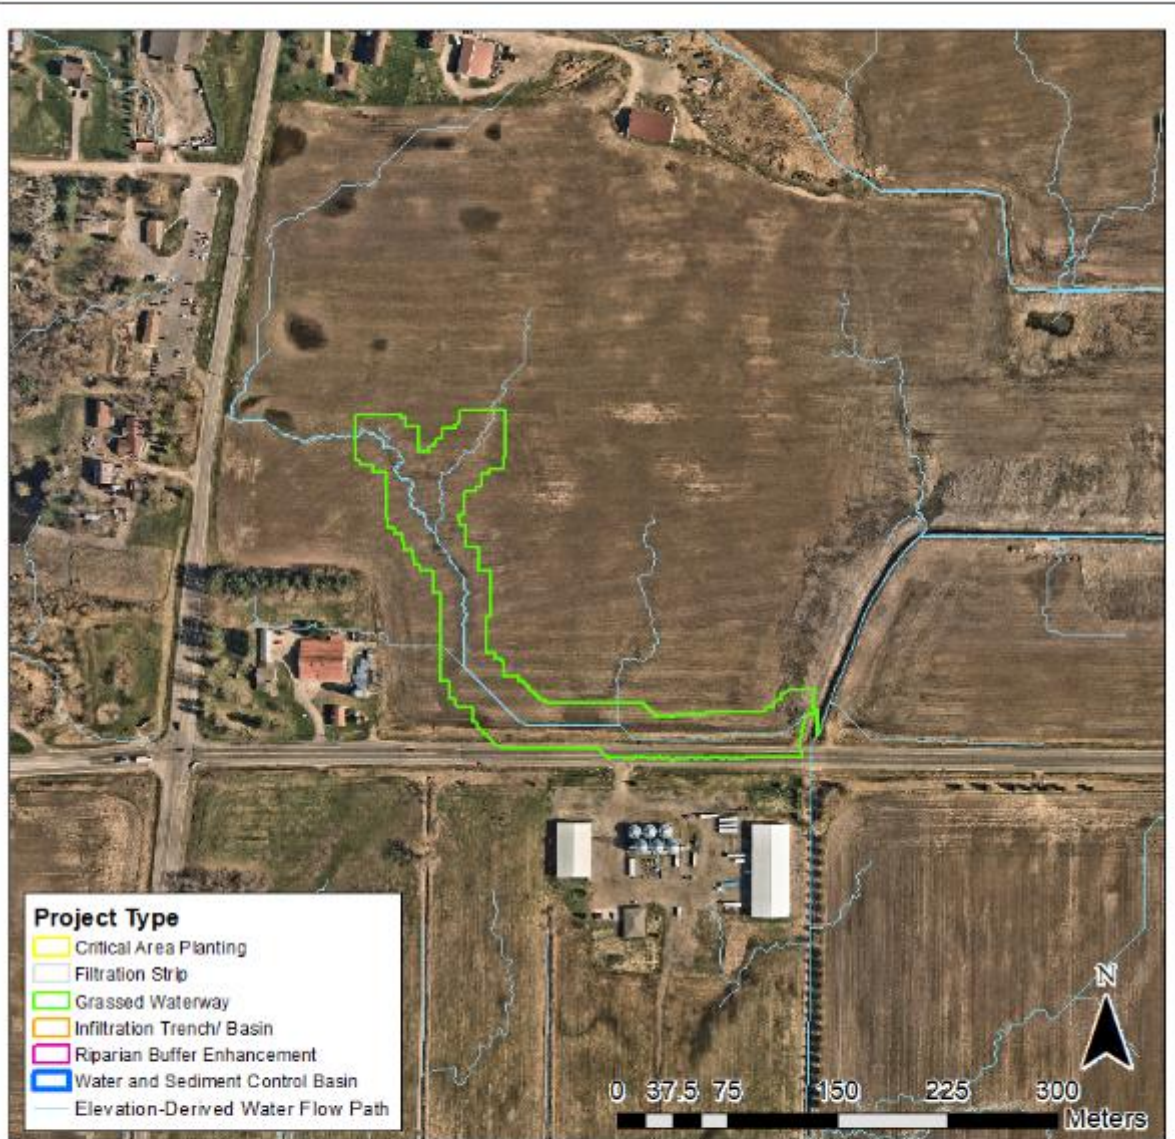 Project Type
Critical Area Planting
Filtration Strip
Grassed Waterway
Infiltration Trench/ Basin
Riparian Buffer Enhancement
Water and Sediment Control Basin
Elevation-Derived Water Flow Path
N
0 37.5 75 150 225 300
Meters